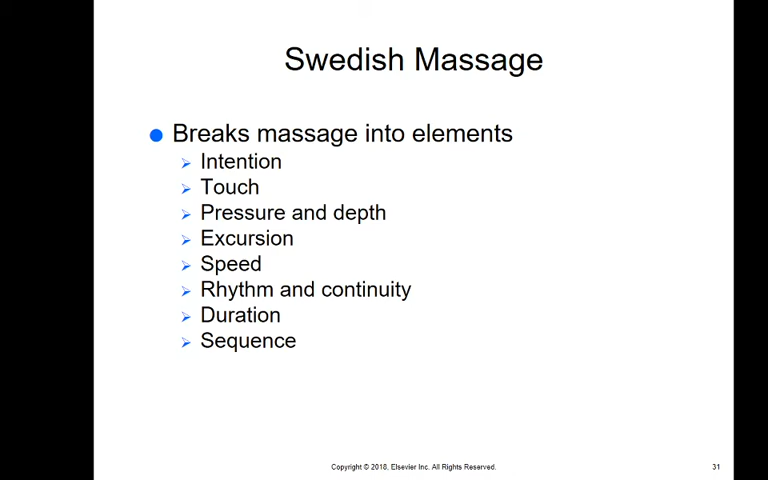 Swedish Massage
Breaks massage into elements
Intention
Touch
Pressure and depth
Excursion
Speed
Rhythm and continuity
Duration
Sequence
Copyright © 2018, Elsevier Inc. All Rights Reserved.
31